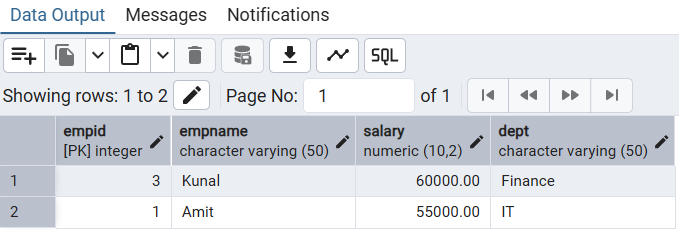 Data Output Messages Notifications
SQL
Showing rows: 1 to 2 Page No: 1 of 1
empid empname salary dept
[PK] integer character varying (50) numeric (10,2) character varying (50)
1 3 Kunal 60000.00 Finance
2 1 Amit 55000.00 IT